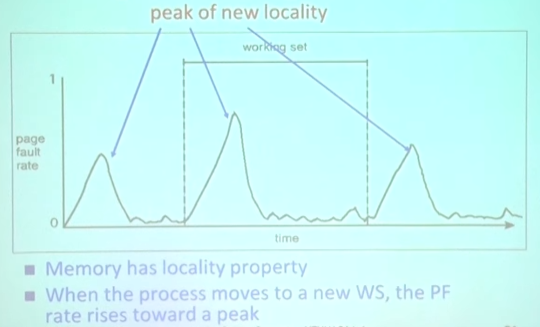 peak of new locality
working set
1
page
fault
rate
0
time
■ Memory has locality property
■ When the process moves to a new WS, the PF
rate rises toward a peak